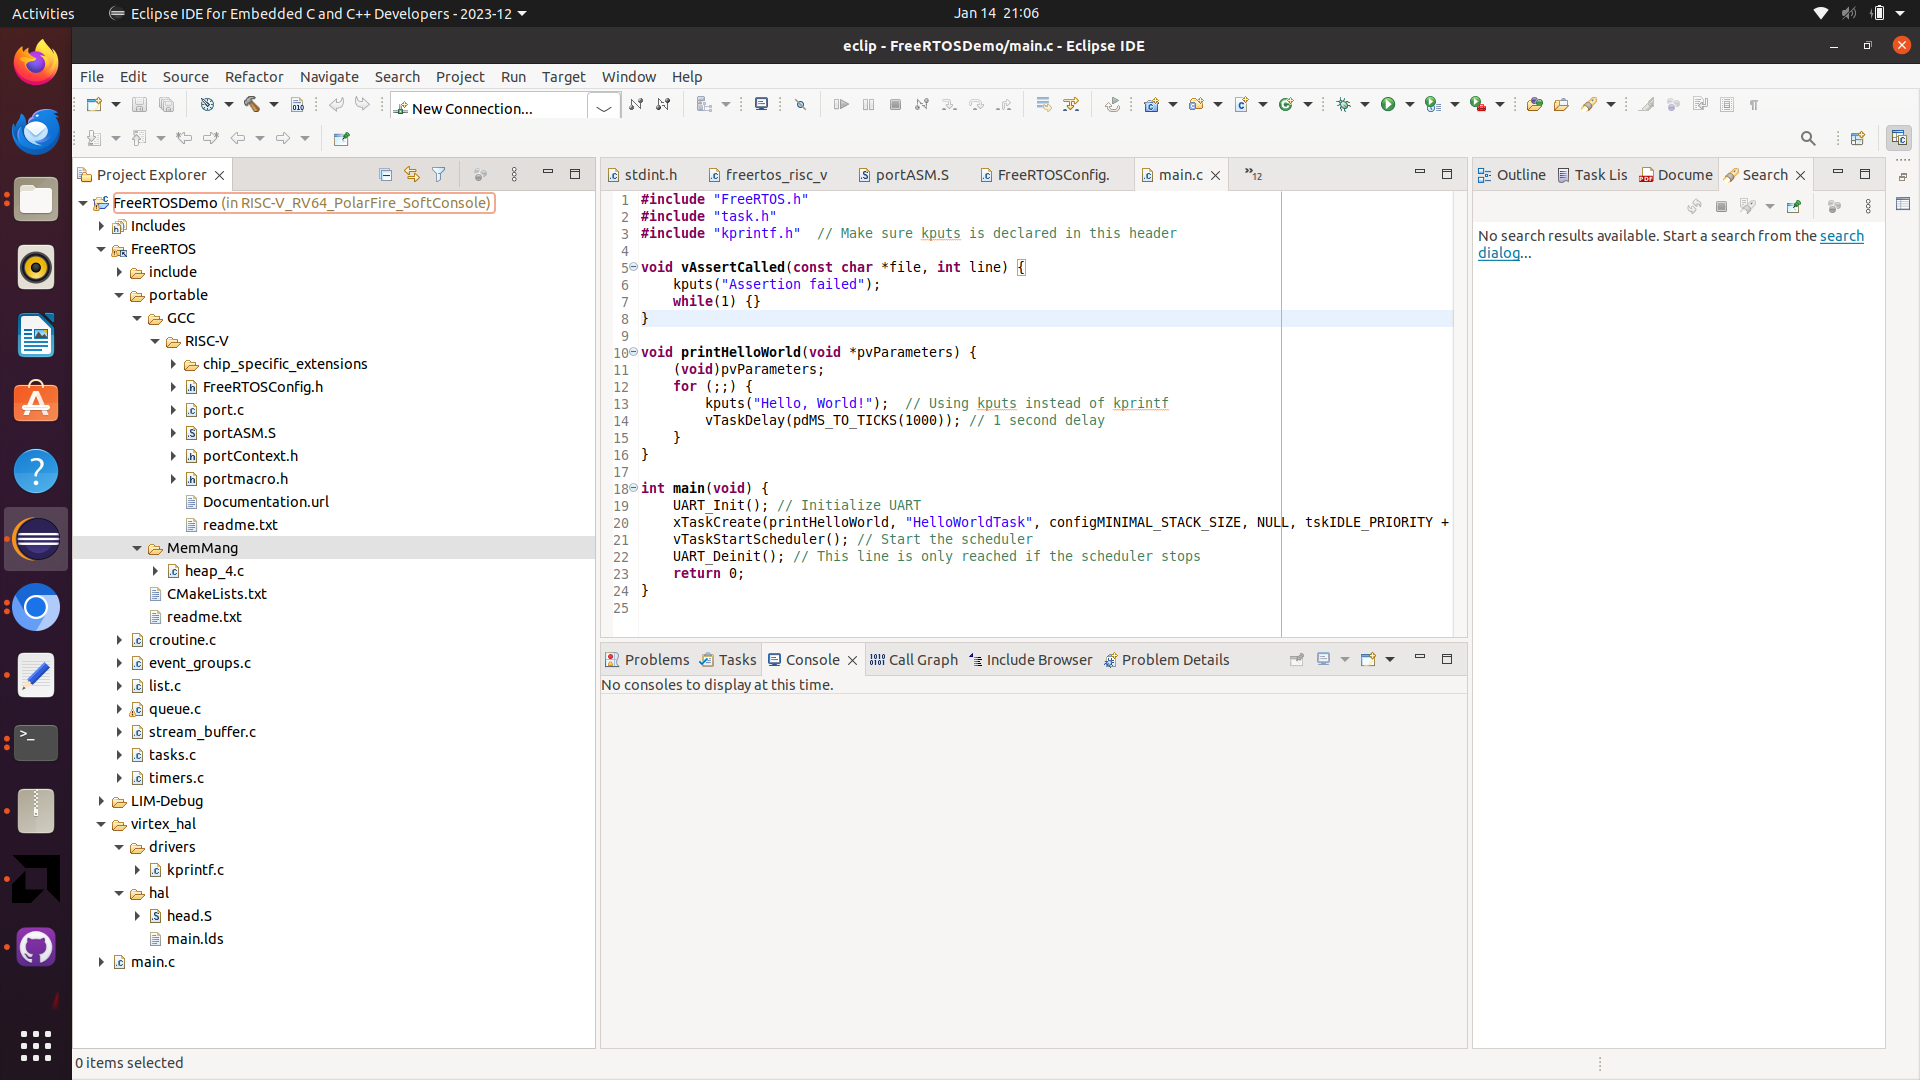 Activities
Eclipse IDE for Embedded C and C++ Developers - 2023-12
Jan 14 21:06
eclip - FreeRTOSDemo/main.c - Eclipse IDE
File Edit Source Refactor Navigate Search Project Run Target Window Help
New Connection...
Project Explorer
FreeRTOSDemo (in RISC-V_RV64_PolarFire_SoftConsole)
Includes
FreeRTOS
include
portable
GCC
RISC-V
chip_specific_extensions
FreeRTOSConfig.h
port.c
portASM.S
portContext.h
portmacro.h
Documentation.url
readme.txt
MemMang
heap_4.c
CMakeLists.txt
readme.txt
croutine.c
event_groups.c
list.c
queue.c
stream_buffer.c
tasks.c
timers.c
LIM-Debug
virtex_hal
drivers
kprintf.c
hal
head.S
main.lds
main.c
0 items selected
stdint.h freertos_risc_v portASM.S FreeRTOSConfig. main.c »12
1 #include "FreeRTOS.h"
2 #include "task.h"
3 #include "kprintf.h"  // Make sure kputs is declared in this header
4
5 void vAssertCalled(const char *file, int line) {
6     kputs("Assertion failed");
7     while(1) {}
8 }
9
10 void printHelloWorld(void *pvParameters) {
11     (void)pvParameters;
12     for (;;) {
13         kputs("Hello, World!");  // Using kputs instead of kprintf
14         vTaskDelay(pdMS_TO_TICKS(1000)); // 1 second delay
15     }
16 }
17
18 int main(void) {
19     UART_Init(); // Initialize UART
20     xTaskCreate(printHelloWorld, "HelloWorldTask", configMINIMAL_STACK_SIZE, NULL, tskIDLE_PRIORITY +
21     vTaskStartScheduler(); // Start the scheduler
22     UART_Deinit(); // This line is only reached if the scheduler stops
23     return 0;
24 }
25
Problems Tasks Console Call Graph Include Browser Problem Details
No consoles to display at this time.
Outline Task Lis Docume Search
No search results available. Start a search from the search
dialog...